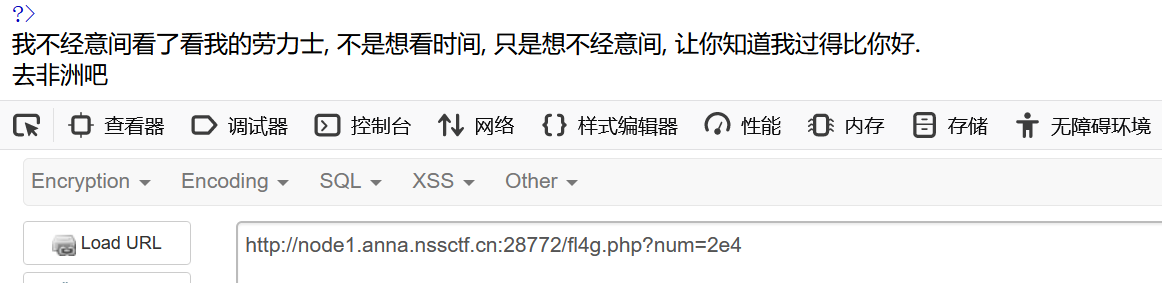 ?>
我不经意间看了看我的劳力士, 不是想看时间, 只是想不经意间, 让你知道我过得比你好.
去非洲吧
查看器 调试器 控制台 网络 样式编辑器 性能 内存 存储 无障碍环境
Encryption Encoding SQL XSS Other
Load URL http://node1.anna.nssctf.cn:28772/fl4g.php?num=2e4